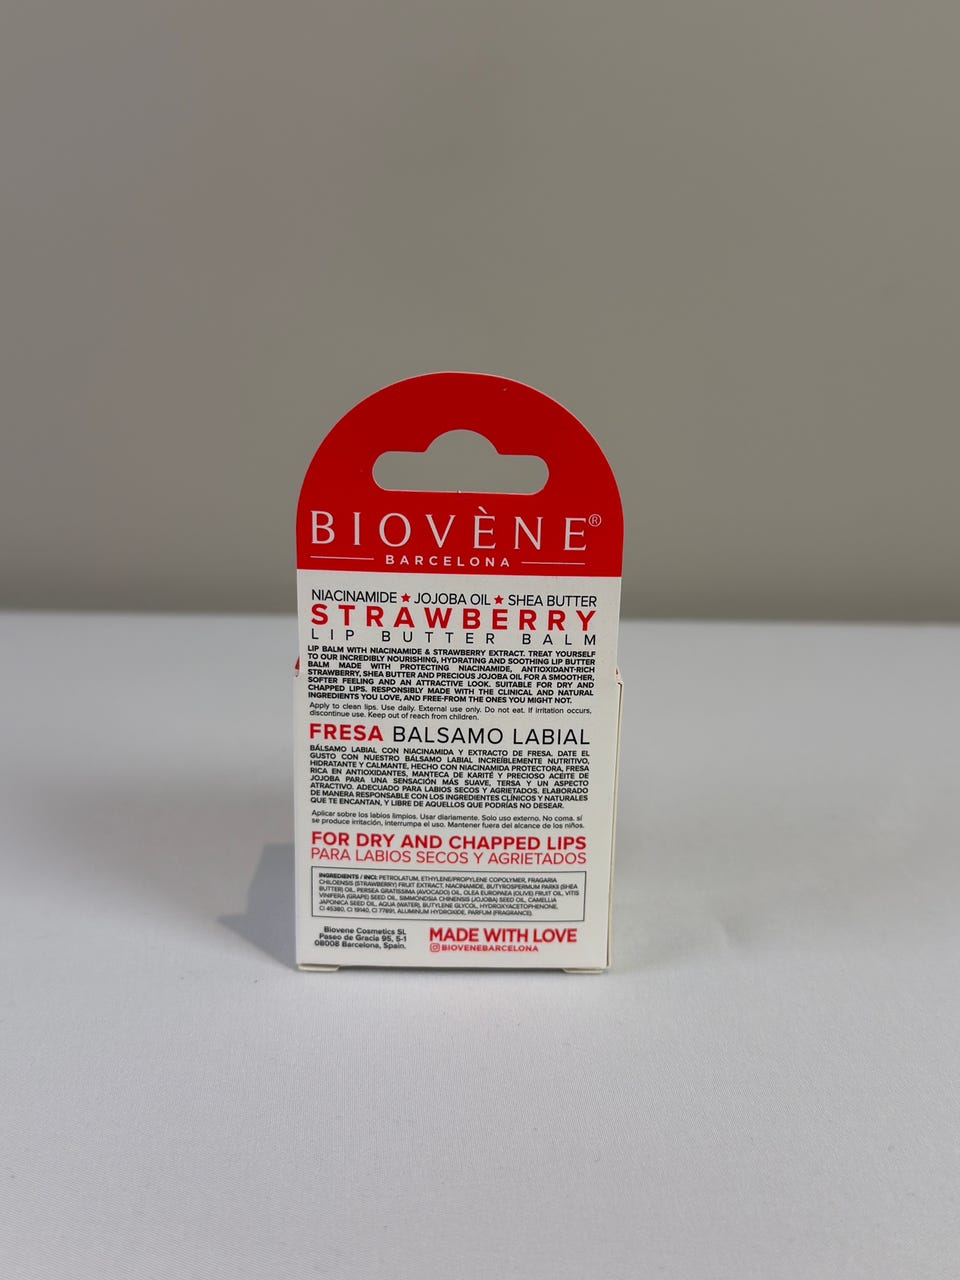 BIOVÈNE®
BARCELONA
NIACINAMIDE ★ JOJOBA OIL ★ SHEA BUTTER
STRAWBERRY
LIP BUTTER BALM
LIP BALM WITH NIACINAMIDE & STRAWBERRY EXTRACT. TREAT YOURSELF
TO OUR INCREDIBLY NOURISHING, HYDRATING AND SOOTHING LIP BUTTER
BALM MADE WITH PROTECTING NIACINAMIDE, ANTIOXIDANT-RICH
STRAWBERRY, SHEA BUTTER AND PRECIOUS JOJOBA OIL FOR A SMOOTHER,
SOFTER FEELING AND AN ATTRACTIVE LOOK. SUITABLE FOR DRY AND
CHAPPED LIPS. RESPONSIBLY MADE WITH THE CLINICAL AND NATURAL
INGREDIENTS YOU LOVE, AND FREE-FROM THE ONES YOU MIGHT NOT.
Apply to clean lips. Use daily. External use only. Do not eat. If irritation occurs,
discontinue use. Keep out of reach from children.
FRESA BALSAMO LABIAL
BÁLSAMO LABIAL CON NIACINAMIDA Y EXTRACTO DE FRESA. DATE EL
GUSTO CON NUESTRO BÁLSAMO LABIAL INCREÍBLEMENTE NUTRITIVO,
HIDRATANTE Y CALMANTE, HECHO CON NIACINAMIDA PROTECTORA, FRESA
RICA EN ANTIOXIDANTES, MANTECA DE KARITÉ Y PRECIOSO ACEITE DE
JOJOBA PARA UNA SENSACIÓN MÁS SUAVE, TERSA Y UN ASPECTO
ATRACTIVO. ADECUADO PARA LABIOS SECOS Y AGRIETADOS. ELABORADO
DE MANERA RESPONSABLE CON LOS INGREDIENTES CLÍNICOS Y NATURALES
QUE TE ENCANTAN, Y LIBRE DE AQUELLOS QUE PODRÍAS NO DESEAR.
Aplicar sobre los labios limpios. Usar diariamente. Solo uso externo. No coma. si
se produce irritación, interrumpa el uso. Mantener fuera del alcance de los niños.
FOR DRY AND CHAPPED LIPS
PARA LABIOS SECOS Y AGRIETADOS
INGREDIENTS / INCI: PETROLATUM, ETHYLENE/PROPYLENE COPOLYMER, FRAGARIA
CHILOENSIS (STRAWBERRY) FRUIT EXTRACT, NIACINAMIDE, BUTYROSPERMUM PARKII (SHEA
BUTTER) OIL, PERSEA GRATISSIMA (AVOCADO) OIL, OLEA EUROPAEA (OLIVE) FRUIT OIL, VITIS
VINIFERA (GRAPE) SEED OIL, SIMMONDSIA CHINENSIS (JOJOBA) SEED OIL, CAMELLIA
JAPONICA SEED OIL, AQUA (WATER), BUTYLENE GLYCOL, HYDROXYACETOPHENONE,
CI 45380, CI 19140, CI 77891, ALUMINUM HYDROXIDE, PARFUM (FRAGRANCE).
Biovene Cosmetics SL
Paseo de Gracia 95, 5-1
08008 Barcelona, Spain.
MADE WITH LOVE
BIOVENEBARCELONA